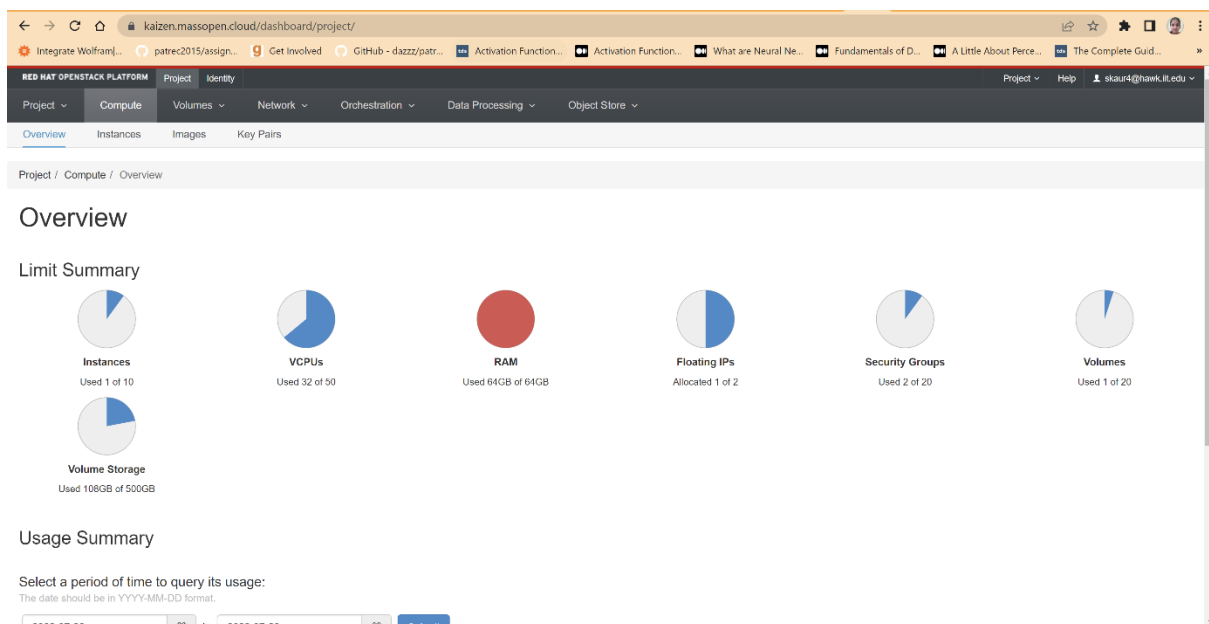 kaizen.massopen.cloud/dashboard/project/
Integrate Wolfram|... patrec2015/assign... Get Involved GitHub - dazzz/patr... Activation Function... Activation Function... What are Neural Ne... Fundamentals of D... A Little About Perce... The Complete Guid... »
RED HAT OPENSTACK PLATFORM Project Identity Project Help skaur4@hawk.iit.edu
Project Compute Volumes Network Orchestration Data Processing Object Store
Overview Instances Images Key Pairs
Project / Compute / Overview
Overview
Limit Summary
Instances VCPUs RAM Floating IPs Security Groups Volumes
Used 1 of 10 Used 32 of 50 Used 64GB of 64GB Allocated 1 of 2 Used 2 of 20 Used 1 of 20
Volume Storage
Used 108GB of 500GB
Usage Summary
Select a period of time to query its usage:
The date should be in YYYY-MM-DD format.